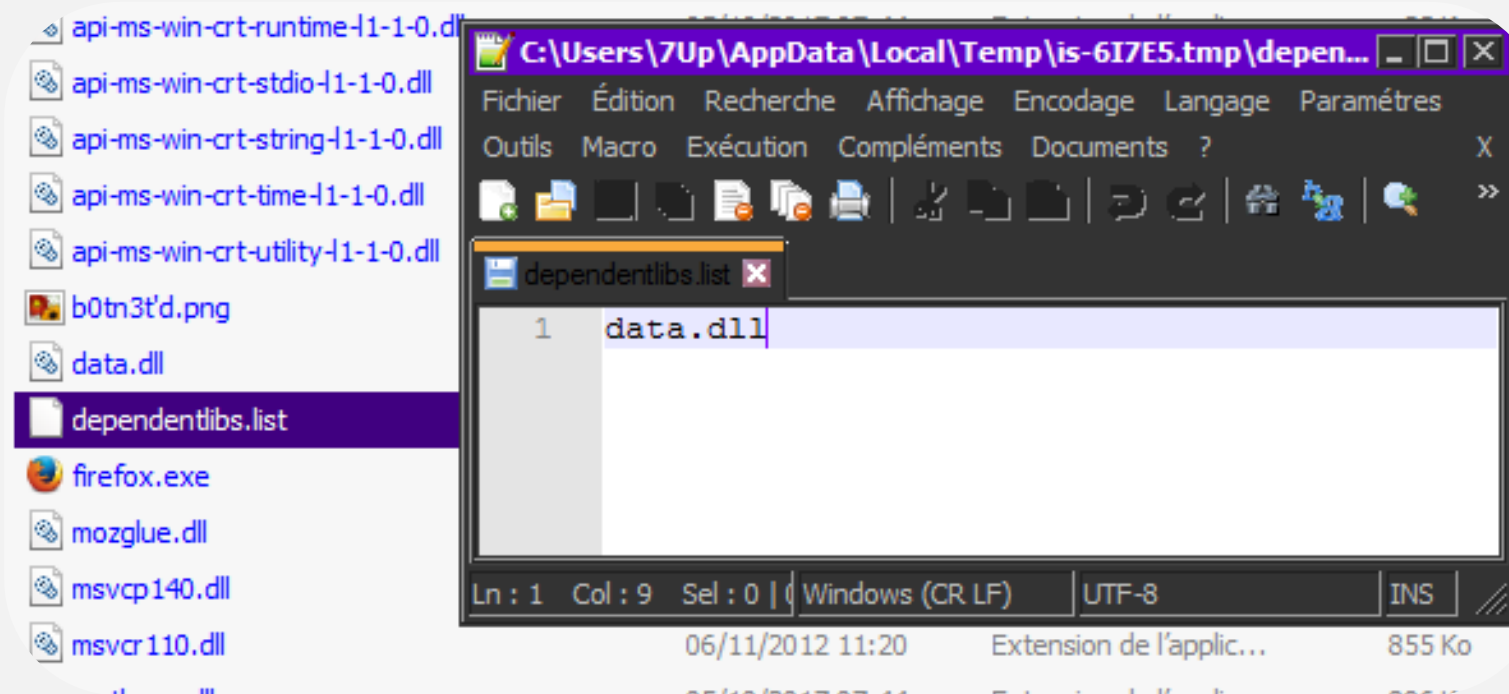 api-ms-win-crt-runtime-l1-1-0.dll
api-ms-win-crt-stdio-l1-1-0.dll
api-ms-win-crt-string-l1-1-0.dll
api-ms-win-crt-time-l1-1-0.dll
api-ms-win-crt-utility-l1-1-0.dll
b0tn3t'd.png
data.dll
dependentlibs.list
firefox.exe
mozglue.dll
msvcp140.dll
msvcr110.dll 06/11/2012 11:20 Extension de l'applic... 855 Ko
C:\Users\7Up\AppData\Local\Temp\is-6I7E5.tmp\depen...
Fichier Édition Recherche Affichage Encodage Langage Paramétres
Outils Macro Exécution Compléments Documents ? X
dependentlibs.list
1 data.dll
Ln : 1 Col : 9 Sel : 0 | Windows (CR LF) UTF-8 INS